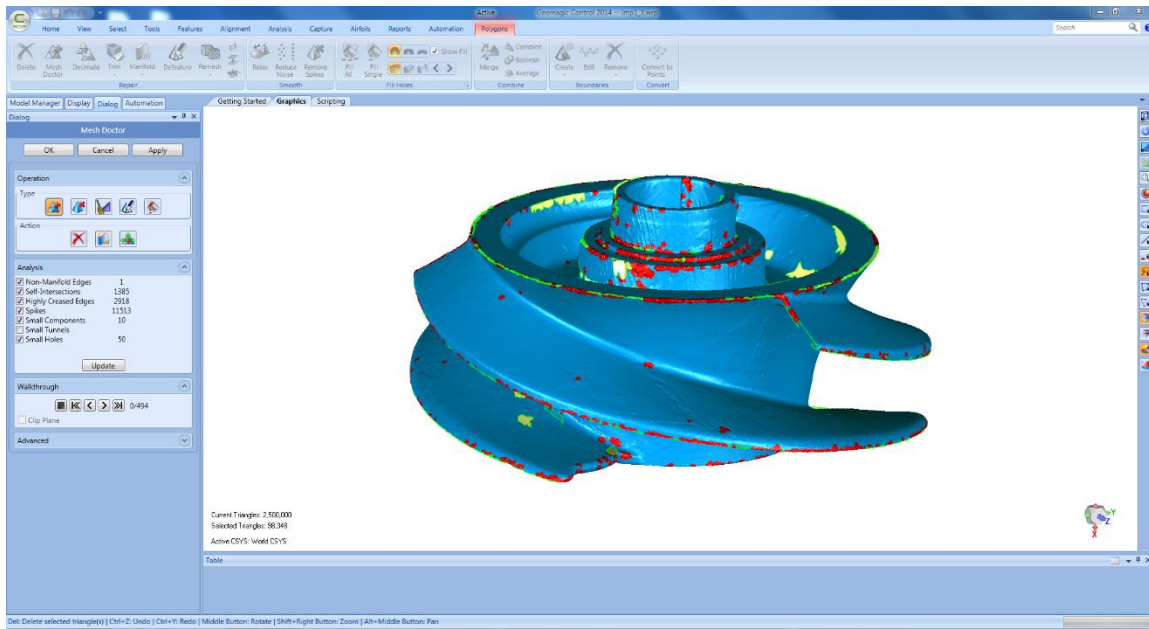 Active Geomagic Control 2014
Home View Select Tools Features Alignment Analysis Capture Airfoils Reports Automation Polygons Search
Combine
Show Fill
Boolean
Delete Mesh Doctor Decimate Trim Manifold Defeature Remesh Relax Reduce Noise Remove Spikes Fill All Fill Single Merge Average Create Edit Remove Convert to Points
Repair Smooth Fill Holes Combine Boundaries Convert
Model Manager Display Dialog Automation Getting Started Graphics Scripting
Dialog
Mesh Doctor
OK Cancel Apply
Operation
Type
Action
Analysis
Non-Manifold Edges 1
Self-Intersections 1385
Highly Creased Edges 2918
Spikes 11513
Small Components 10
Small Tunnels
Small Holes 50
Update
Walkthrough
0/494
Clip Plane
Advanced
Current Triangles: 2,500,000
Selected Triangles: 98,348
Active CSYS: World CSYS
Y
Z
X
Table
Del: Delete selected triangle(s) | Ctrl+Z: Undo | Ctrl+Y: Redo | Middle Button: Rotate | Shift+Right Button: Zoom | Alt+Middle Button: Pan